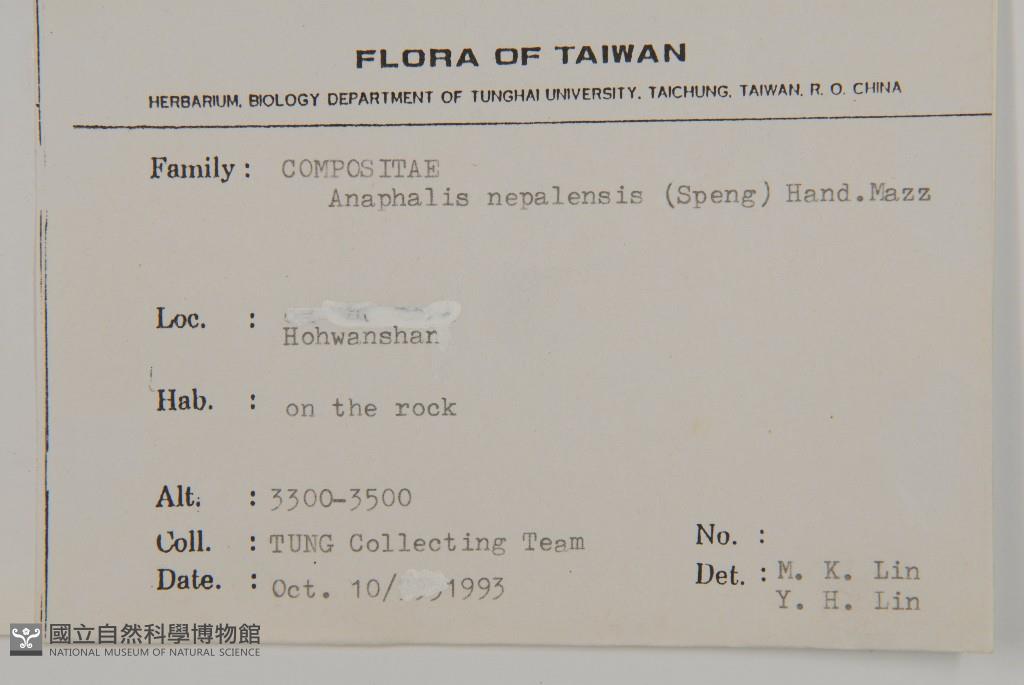 FLORA OF TAIWAN
HERBARIUM, BIOLOGY DEPARTMENT OF TUNGHAI UNIVERSITY, TAICHUNG, TAIWAN, R. O. CHINA
Family : COMPOSITAE
Anaphalis nepalensis (Speng) Hand.Mazz
Loc. :
Hohwanshan
Hab. : on the rock
Alt. : 3300-3500
Coll. : TUNG Collecting Team
No. :
Date. : Oct. 10/ 1993
Det. : M. K. Lin
Y. H. Lin
國立自然科學博物館
NATIONAL MUSEUM OF NATURAL SCIENCE